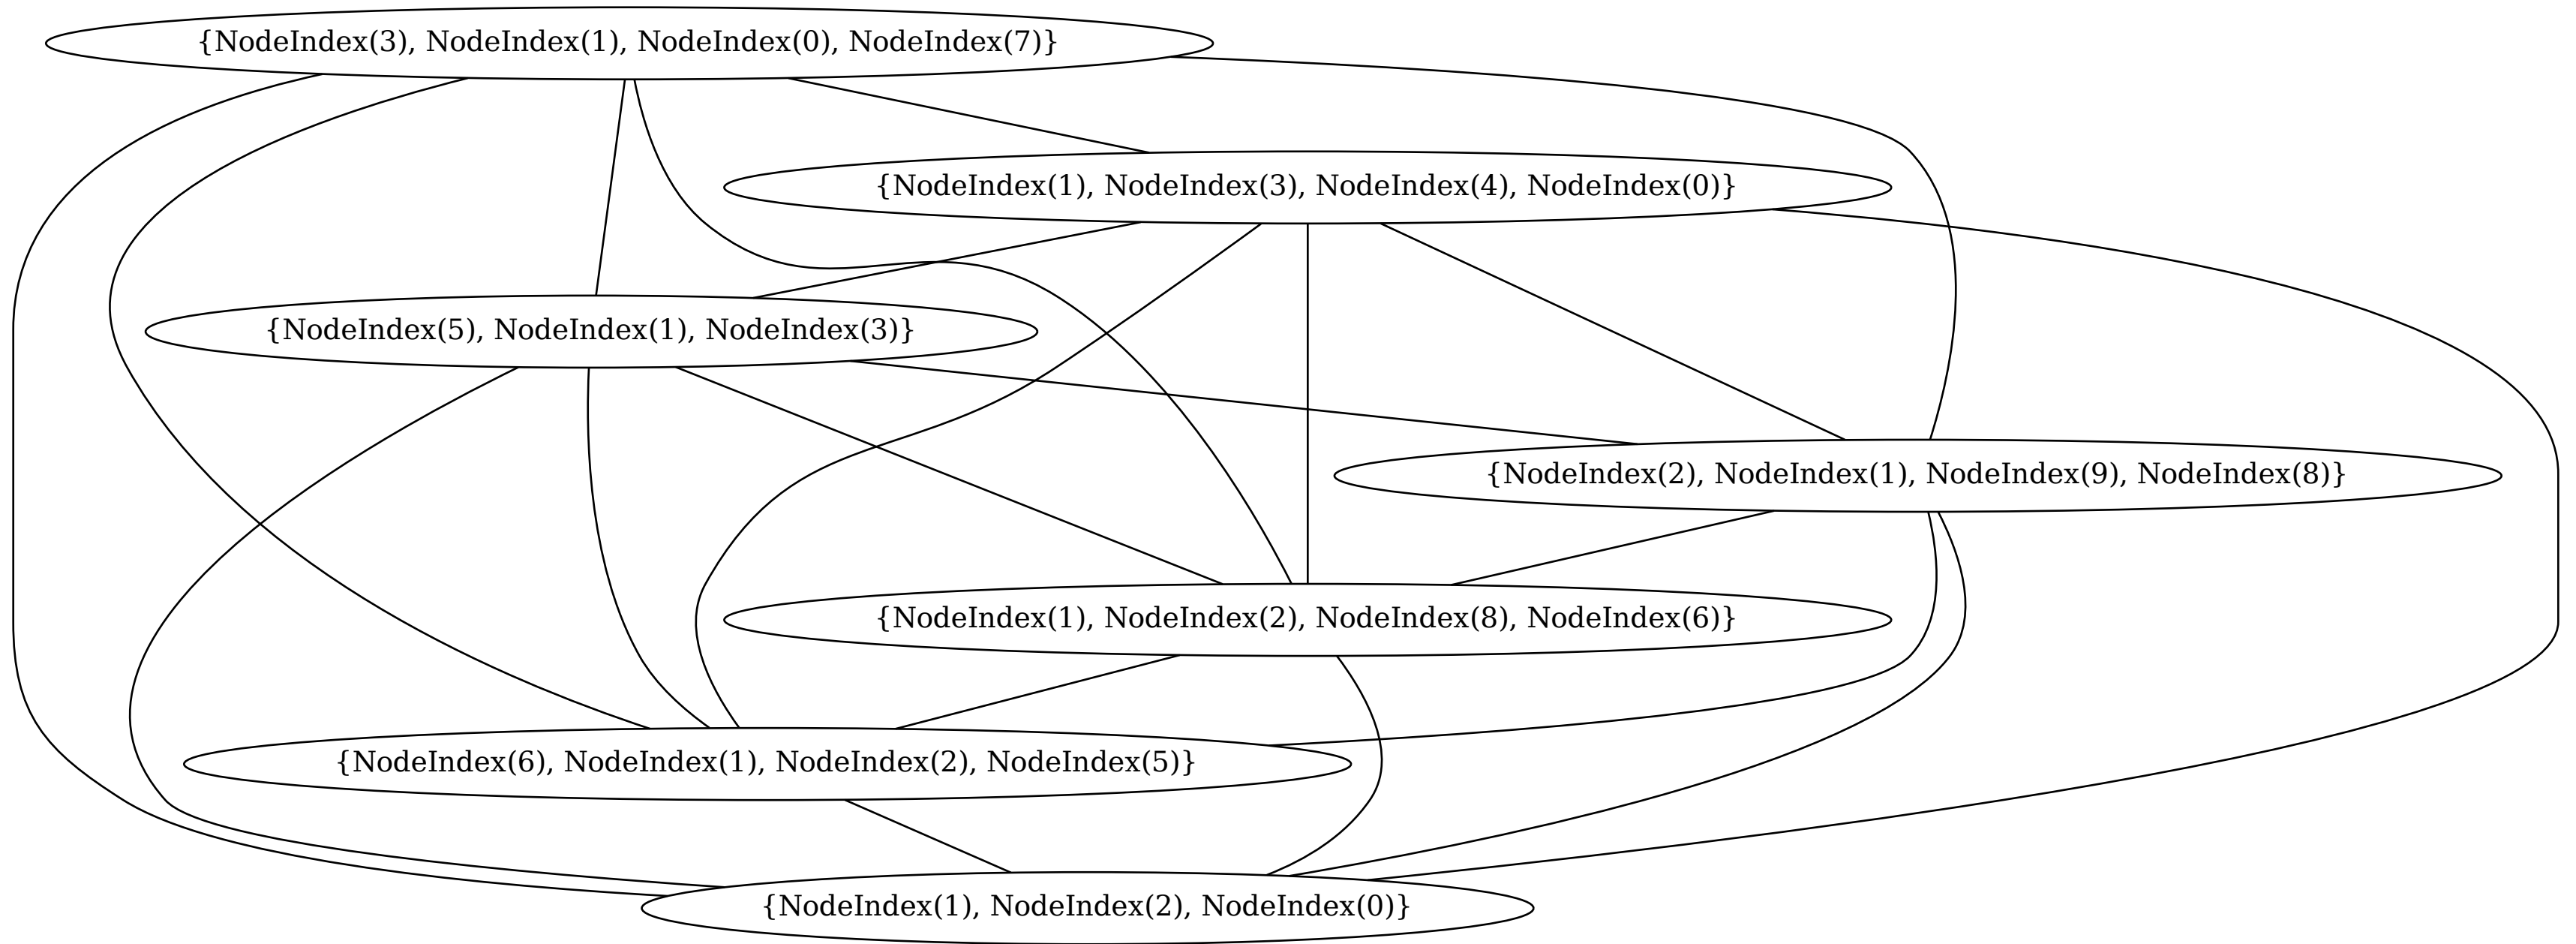 {NodeIndex(3), NodeIndex(1), NodeIndex(0), NodeIndex(7)}
{NodeIndex(1), NodeIndex(3), NodeIndex(4), NodeIndex(0)}
{NodeIndex(5), NodeIndex(1), NodeIndex(3)}
{NodeIndex(2), NodeIndex(1), NodeIndex(9), NodeIndex(8)}
{NodeIndex(1), NodeIndex(2), NodeIndex(8), NodeIndex(6)}
{NodeIndex(6), NodeIndex(1), NodeIndex(2), NodeIndex(5)}
{NodeIndex(1), NodeIndex(2), NodeIndex(0)}